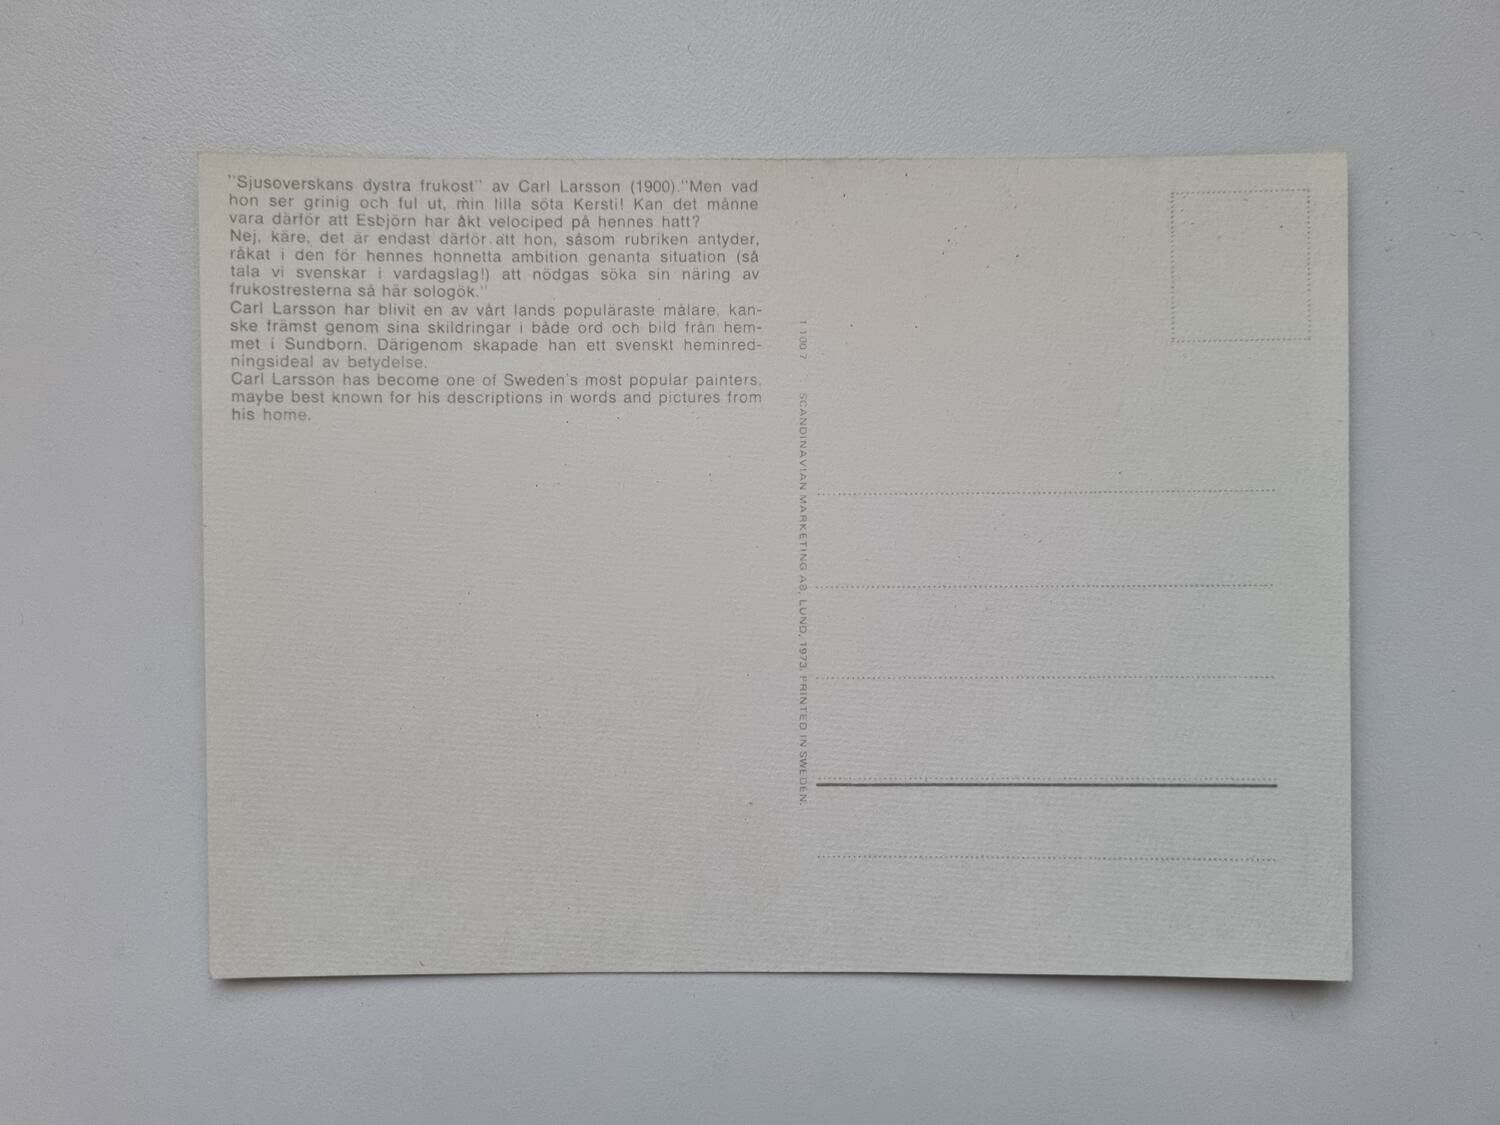 "Sjusoverskans dystra frukost" av Carl Larsson (1900)."Men vad
hon ser grinig och ful ut, min lilla söta Kersti! Kan det månne
vara därför att Esbjörn har åkt velociped på hennes hatt?
Nej, käre, det är endast därför att hon, såsom rubriken antyder,
råkat i den för hennes honnetta ambition genanta situation (så
tala vi svenskar i vardagslag!) att nödgas söka sin näring av
frukostresterna så här sologök."
Carl Larsson har blivit en av vårt lands populäraste målare, kan-
ske främst genom sina skildringar i både ord och bild från hem-
met i Sundborn. Därigenom skapade han ett svenskt heminred-
ningsideal av betydelse.
Carl Larsson has become one of Sweden's most popular painters,
maybe best known for his descriptions in words and pictures from
his home.
1 100 7 SCANDINAVIAN MARKETING AB, LUND, 1973. PRINTED IN SWEDEN.